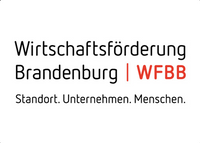 Wirtschaftsförderung
Brandenburg | WFBB
Standort. Unternehmen. Menschen.